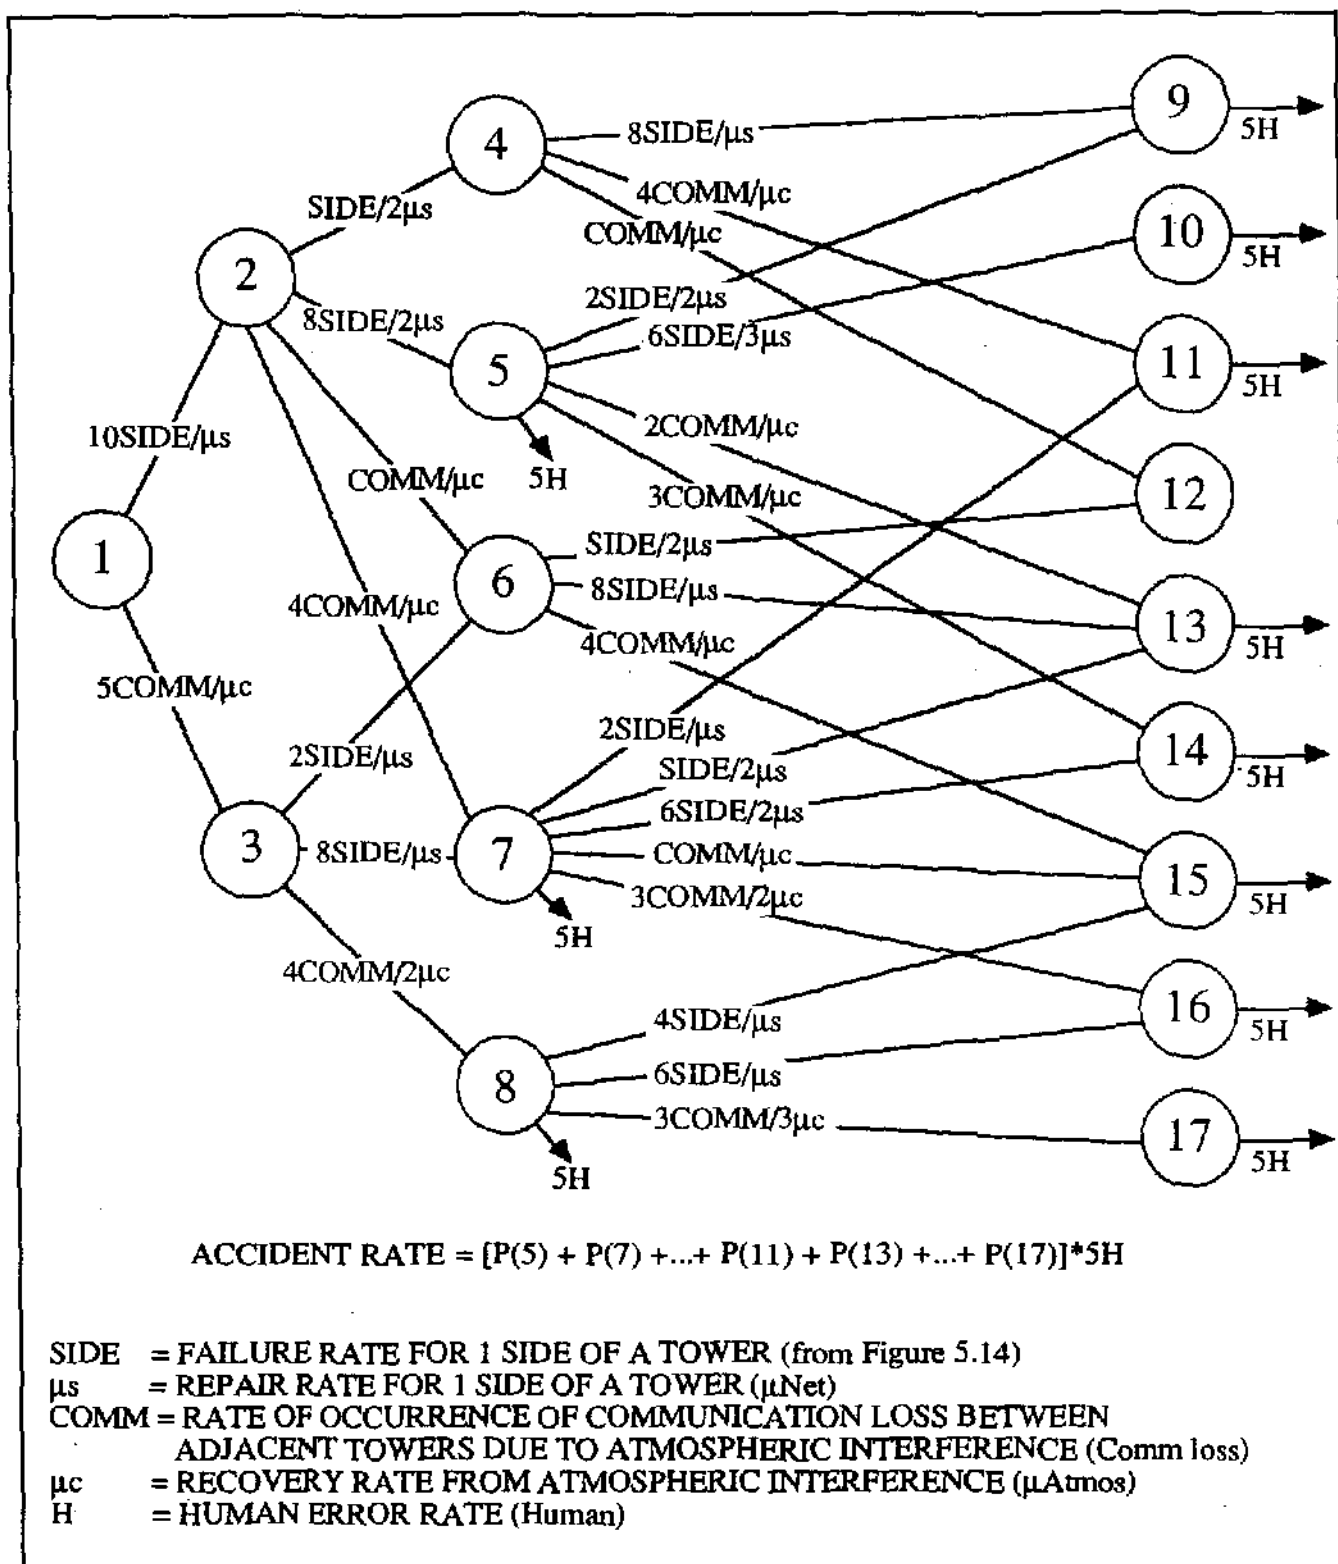 9
5H
4
8SIDE/µs
4COMM/µc
COMM/µc
SIDE/2µs
10
5H
2
8SIDE/2µs
2SIDE/2µs
6SIDE/3µs
5
11
5H
10SIDE/µs
2COMM/µc
COMM/µc
5H
3COMM/µc
12
1
SIDE/2µs
6
8SIDE/µs
4COMM/µc
4COMM/µc
13
5H
5COMM/µc
2SIDE/µs
2SIDE/µs
SIDE/2µs
14
5H
6SIDE/2µs
3
8SIDE/µs
7
COMM/µc
3COMM/2µc
15
5H
5H
4COMM/2µc
4SIDE/µs
16
5H
6SIDE/µs
8
3COMM/3µc
17
5H
5H
ACCIDENT RATE = [P(5) + P(7) +...+ P(11) + P(13) +...+ P(17)]*5H
SIDE = FAILURE RATE FOR 1 SIDE OF A TOWER (from Figure 5.14)
µs = REPAIR RATE FOR 1 SIDE OF A TOWER (µNet)
COMM = RATE OF OCCURRENCE OF COMMUNICATION LOSS BETWEEN
ADJACENT TOWERS DUE TO ATMOSPHERIC INTERFERENCE (Comm loss)
µc = RECOVERY RATE FROM ATMOSPHERIC INTERFERENCE (µAtmos)
H = HUMAN ERROR RATE (Human)